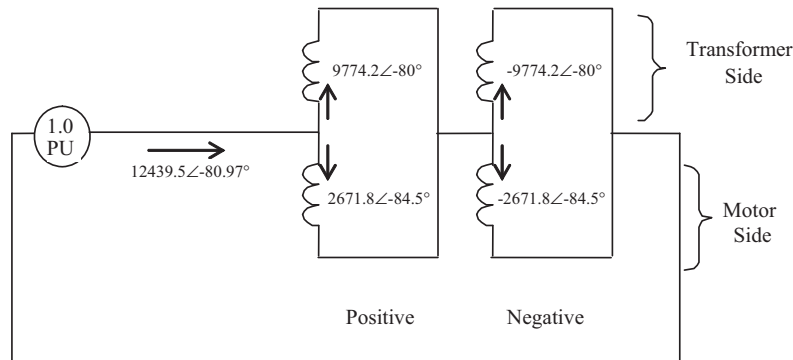 Transformer
Side
9774.2∠-80°
-9774.2∠-80°
1.0
PU
12439.5∠-80.97°
2671.8∠-84.5°
-2671.8∠-84.5°
Motor
Side
Positive
Negative